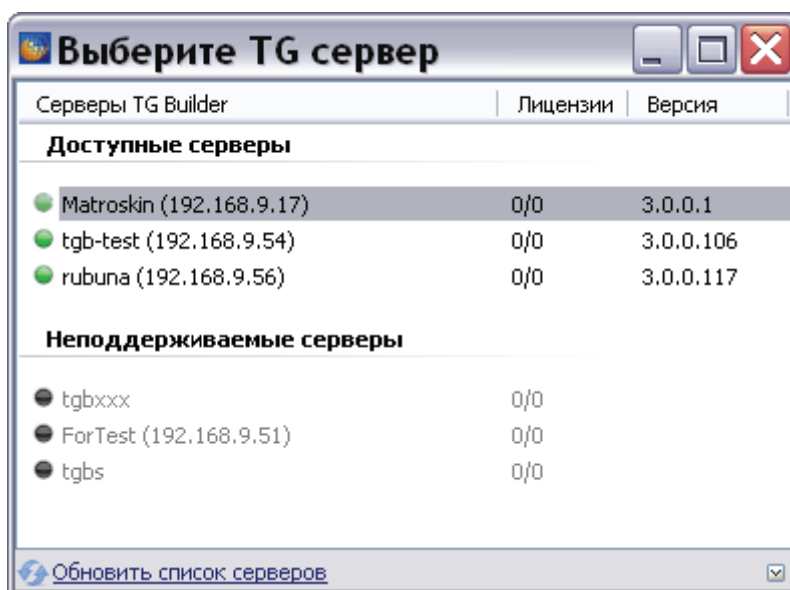 Выберите TG сервер
Серверы TG Builder Лицензии Версия
Доступные серверы
Matroskin (192.168.9.17) 0/0 3.0.0.1
tgb-test (192.168.9.54) 0/0 3.0.0.106
rubuna (192.168.9.56) 0/0 3.0.0.117
Неподдерживаемые серверы
tgbxxx 0/0
ForTest (192.168.9.51) 0/0
tgbs 0/0
Обновить список серверов